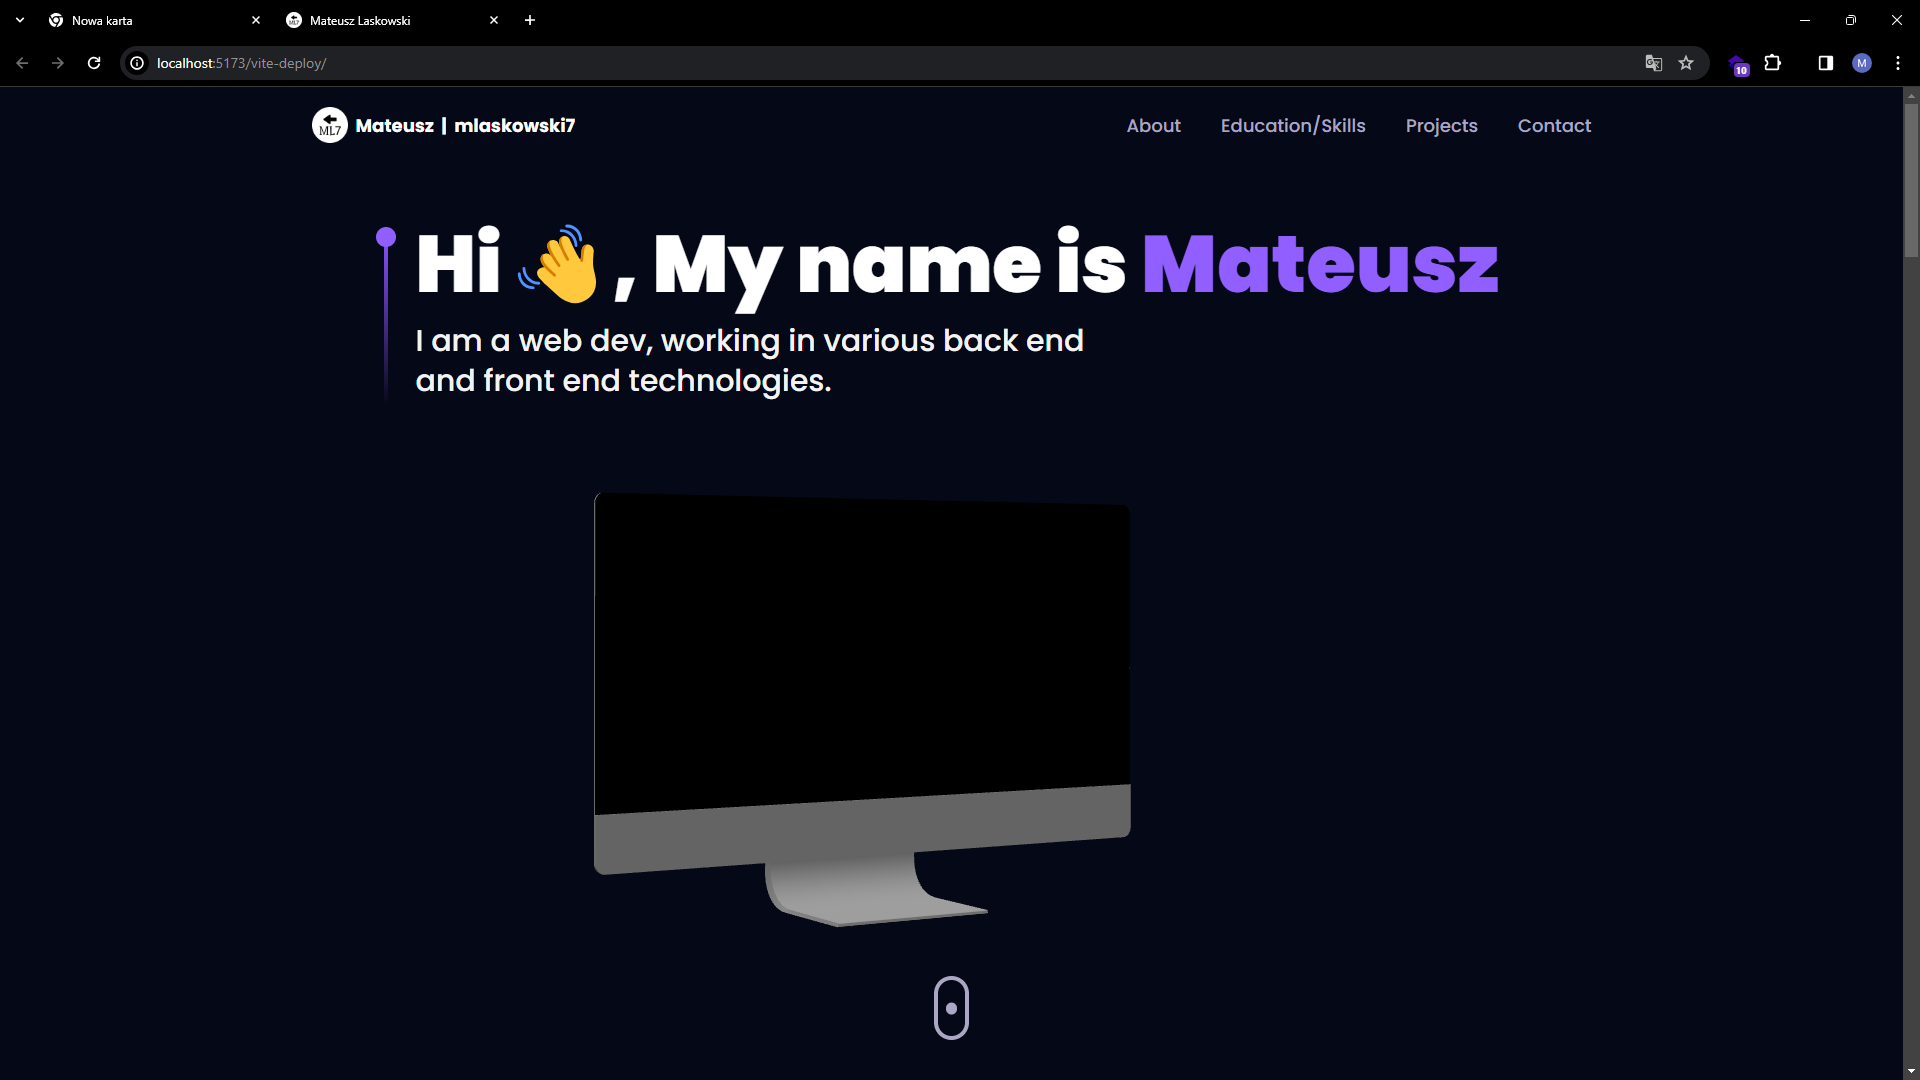 Nowa karta
Mateusz Laskowski
localhost:5173/vite-deploy/
10
M
ML7
Mateusz | mlaskowski7
About
Education/Skills
Projects
Contact
Hi 👋 , My name is Mateusz
I am a web dev, working in various back end
and front end technologies.